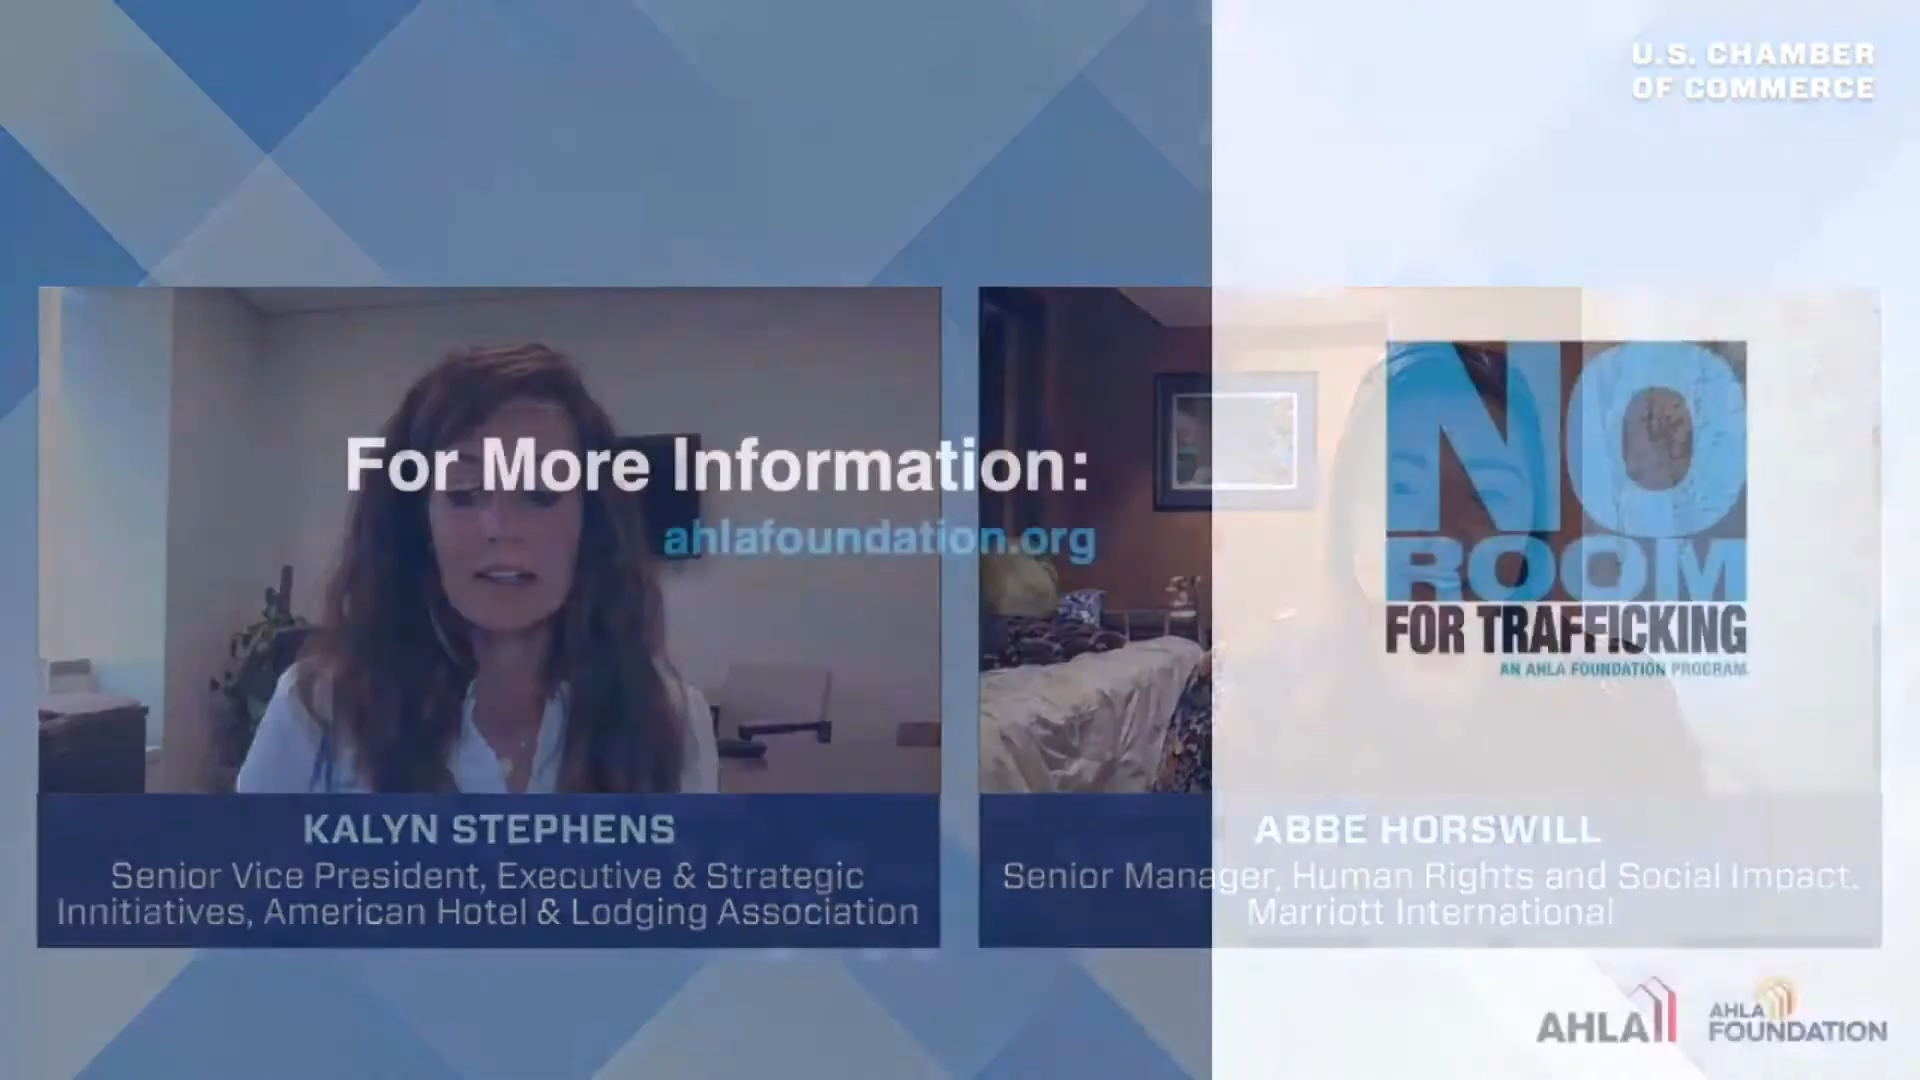 U.S. CHAMBER
OF COMMERCE
For More Information:
ahlafoundation.org
NO
ROOM
FOR TRAFFICKING
AN AHLA FOUNDATION PROGRAM
KALYN STEPHENS
Senior Vice President, Executive & Strategic
Innitiatives, American Hotel & Lodging Association
ABBE HORSWILL
Senior Manager, Human Rights and Social Impact.
Marriott International
AHLA
AHLA
FOUNDATION